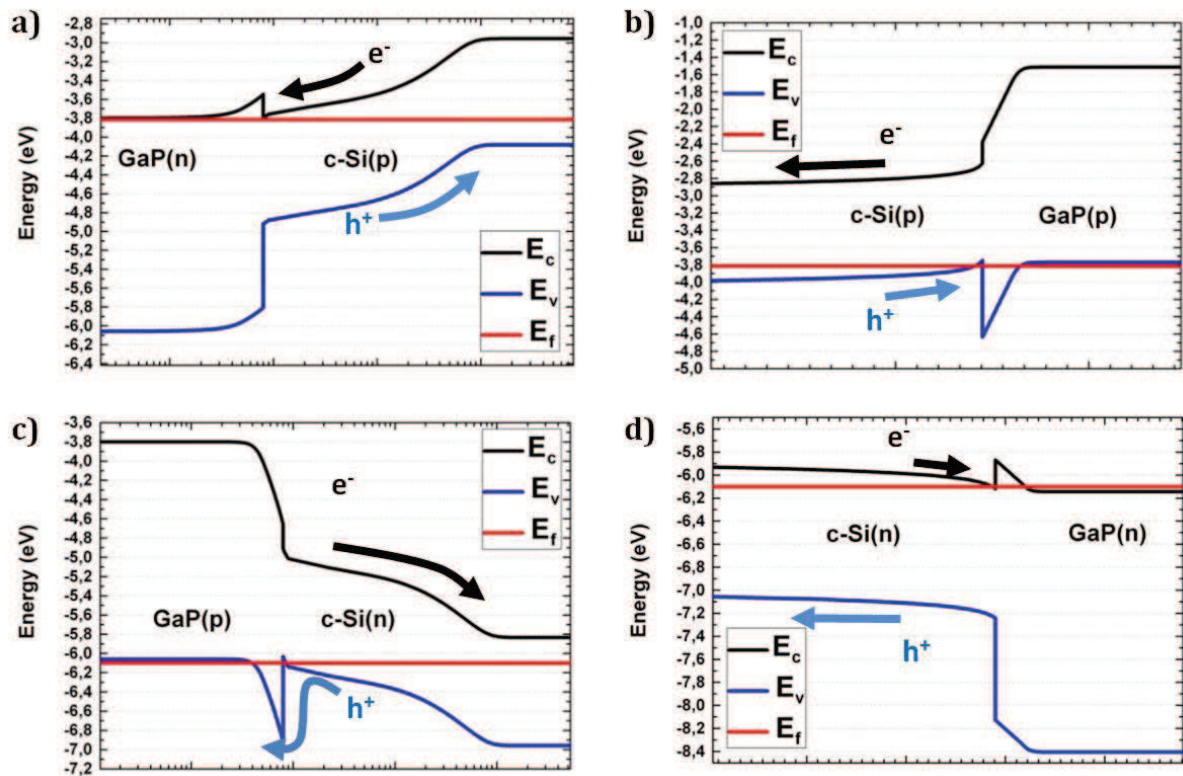 a)
Energy (eV)
-2,8
-3,0
-3,2
-3,4
-3,6
-3,8
-4,0
-4,2
-4,4
-4,6
-4,8
-5,0
-5,2
-5,4
-5,6
-5,8
-6,0
-6,2
-6,4
e-
GaP(n)
c-Si(p)
h+
Ec
Ev
Ef
b)
Energy (eV)
-1,0
-1,2
-1,4
-1,6
-1,8
-2,0
-2,2
-2,4
-2,6
-2,8
-3,0
-3,2
-3,4
-3,6
-3,8
-4,0
-4,2
-4,4
-4,6
-4,8
-5,0
Ec
Ev
Ef
e-
c-Si(p)
GaP(p)
h+
c)
Energy (eV)
-3,6
-3,8
-4,0
-4,2
-4,4
-4,6
-4,8
-5,0
-5,2
-5,4
-5,6
-5,8
-6,0
-6,2
-6,4
-6,6
-6,8
-7,0
-7,2
Ec
Ev
Ef
e-
GaP(p)
c-Si(n)
h+
d)
Energy (eV)
-5,6
-5,8
-6,0
-6,2
-6,4
-6,6
-6,8
-7,0
-7,2
-7,4
-7,6
-7,8
-8,0
-8,2
-8,4
e-
c-Si(n)
GaP(n)
h+
Ec
Ev
Ef